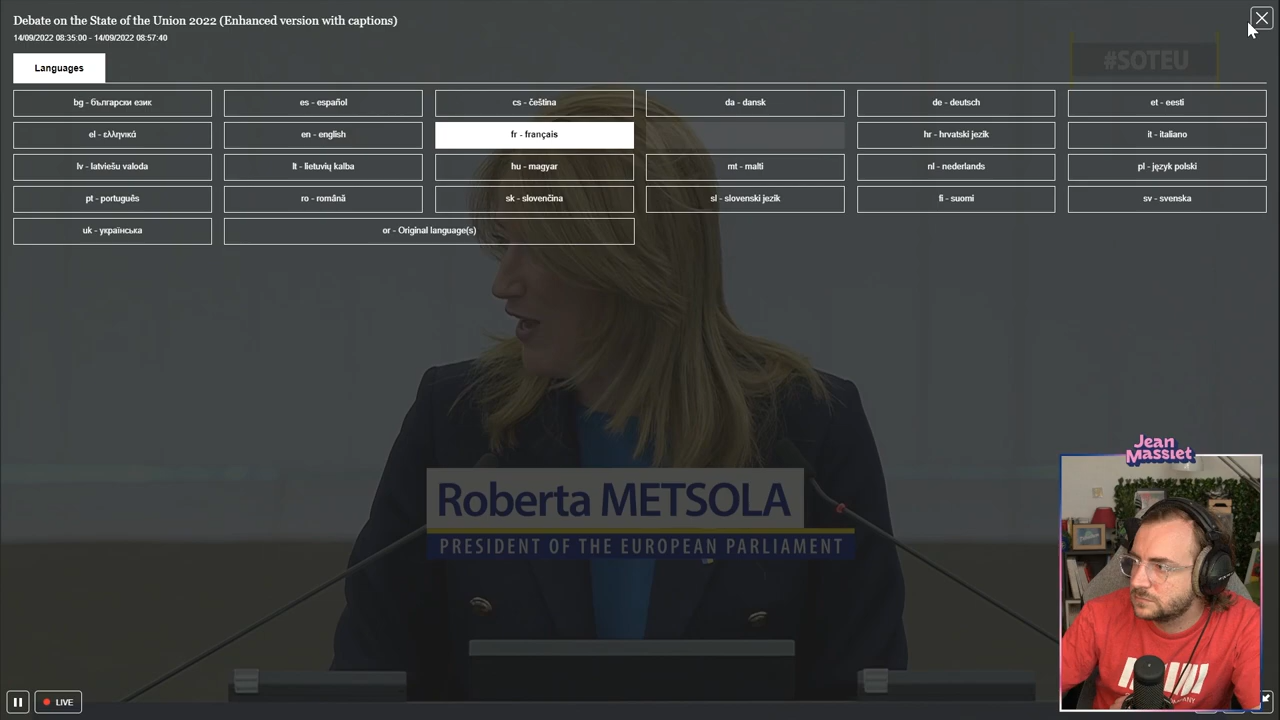 Debate on the State of the Union 2022 (Enhanced version with captions)
14/09/2022 08:35:00 - 14/09/2022 08:57:40
#SOTEU
Languages
bg - български език
es - español
cs - čeština
da - dansk
de - deutsch
et - eesti
el - ελληνικά
en - english
fr - français
hr - hrvatski jezik
it - italiano
lv - latviešu valoda
lt - lietuvių kalba
hu - magyar
mt - malti
nl - nederlands
pl - język polski
pt - português
ro - română
sk - slovenčina
sl - slovenski jezik
fi - suomi
sv - svenska
uk - українська
or - Original language(s)
Jean
Massiet
Roberta METSOLA
PRESIDENT OF THE EUROPEAN PARLIAMENT
LIVE